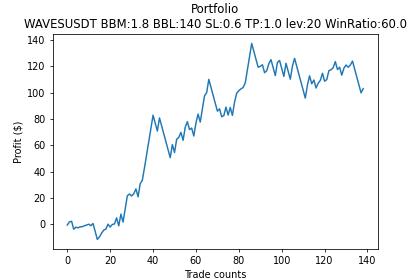 Portfolio
WAVESUSDT BBM:1.8 BBL:140 SL:0.6 TP:1.0 lev:20 WinRatio:60.0
140
120
100
80
60
40
20
0
Profit ($)
0 20 40 60 80 100 120 140
Trade counts